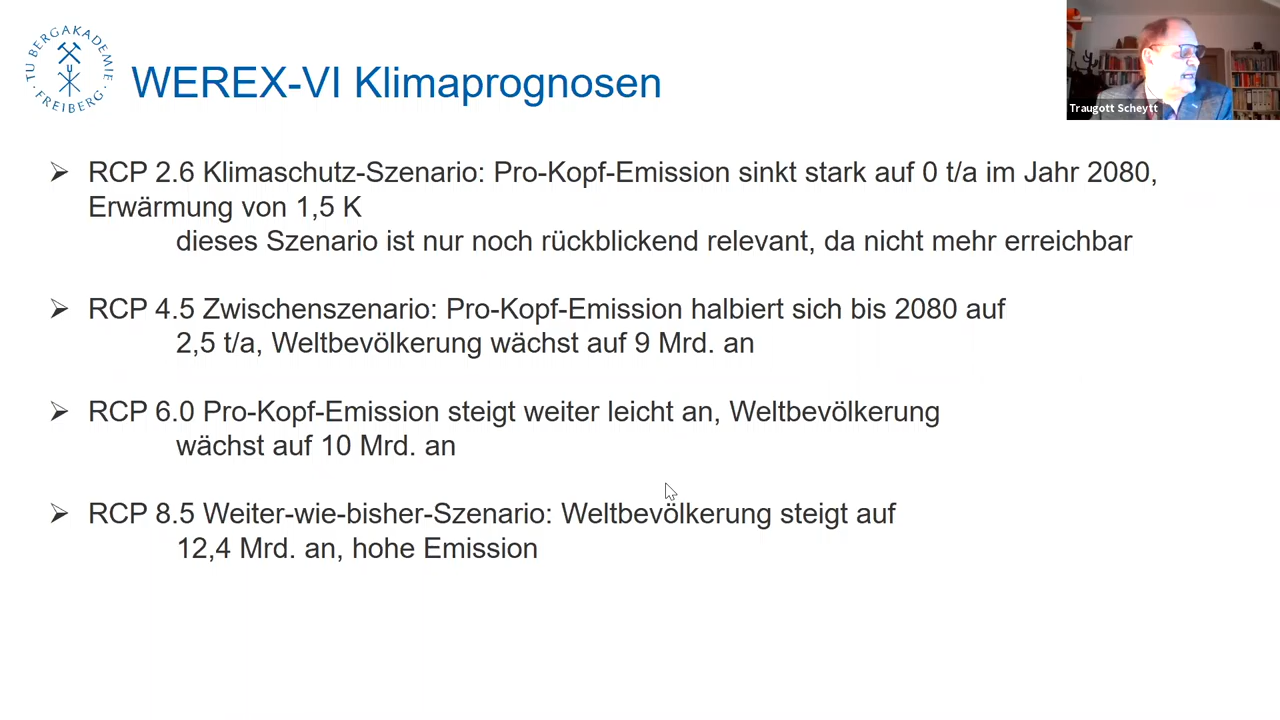 TU BERGAKADEMIE
FREIBERG
WEREX-VI Klimaprognosen
Traugott Scheytt
RCP 2.6 Klimaschutz-Szenario: Pro-Kopf-Emission sinkt stark auf 0 t/a im Jahr 2080,
Erwärmung von 1,5 K
dieses Szenario ist nur noch rückblickend relevant, da nicht mehr erreichbar
RCP 4.5 Zwischenszenario: Pro-Kopf-Emission halbiert sich bis 2080 auf
2,5 t/a, Weltbevölkerung wächst auf 9 Mrd. an
RCP 6.0 Pro-Kopf-Emission steigt weiter leicht an, Weltbevölkerung
wächst auf 10 Mrd. an
RCP 8.5 Weiter-wie-bisher-Szenario: Weltbevölkerung steigt auf
12,4 Mrd. an, hohe Emission